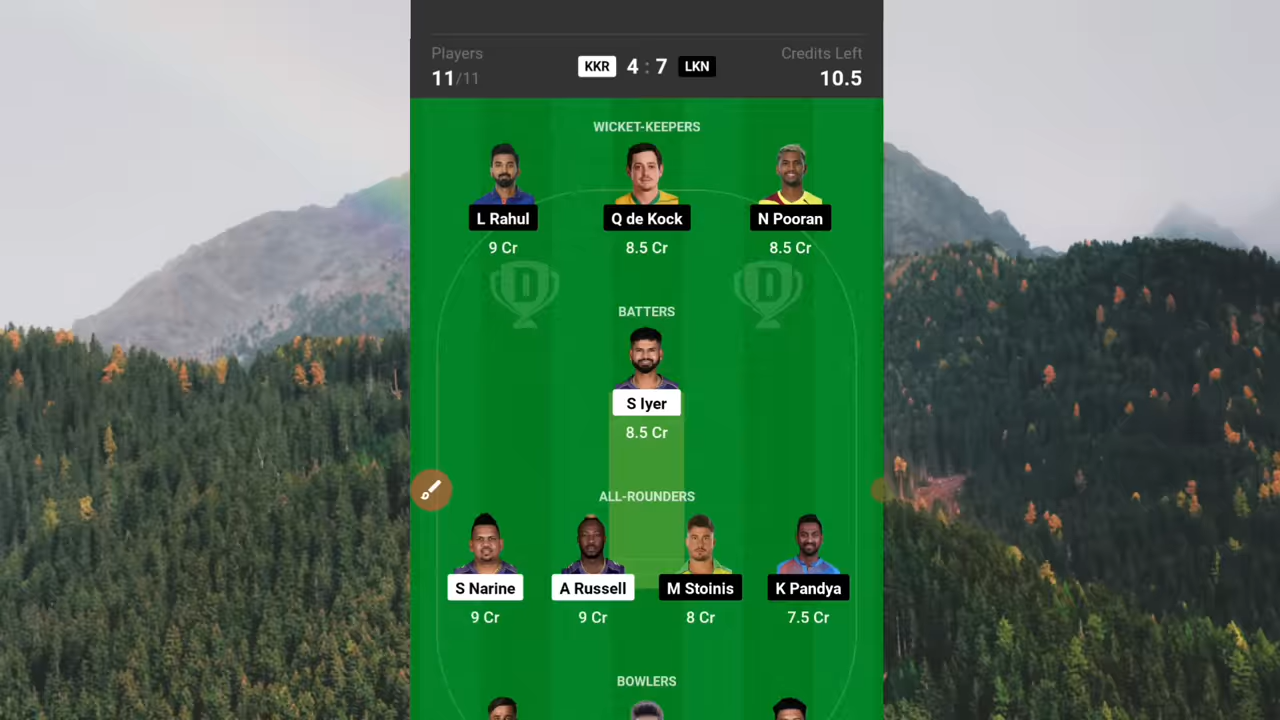 Players
Credits Left
KKR 4 : 7 LKN
11/11
10.5
WICKET-KEEPERS
L Rahul
Q de Kock
N Pooran
9 Cr
8.5 Cr
8.5 Cr
D
D
BATTERS
S Iyer
8.5 Cr
ALL-ROUNDERS
S Narine
A Russell
M Stoinis
K Pandya
9 Cr
9 Cr
8 Cr
7.5 Cr
BOWLERS